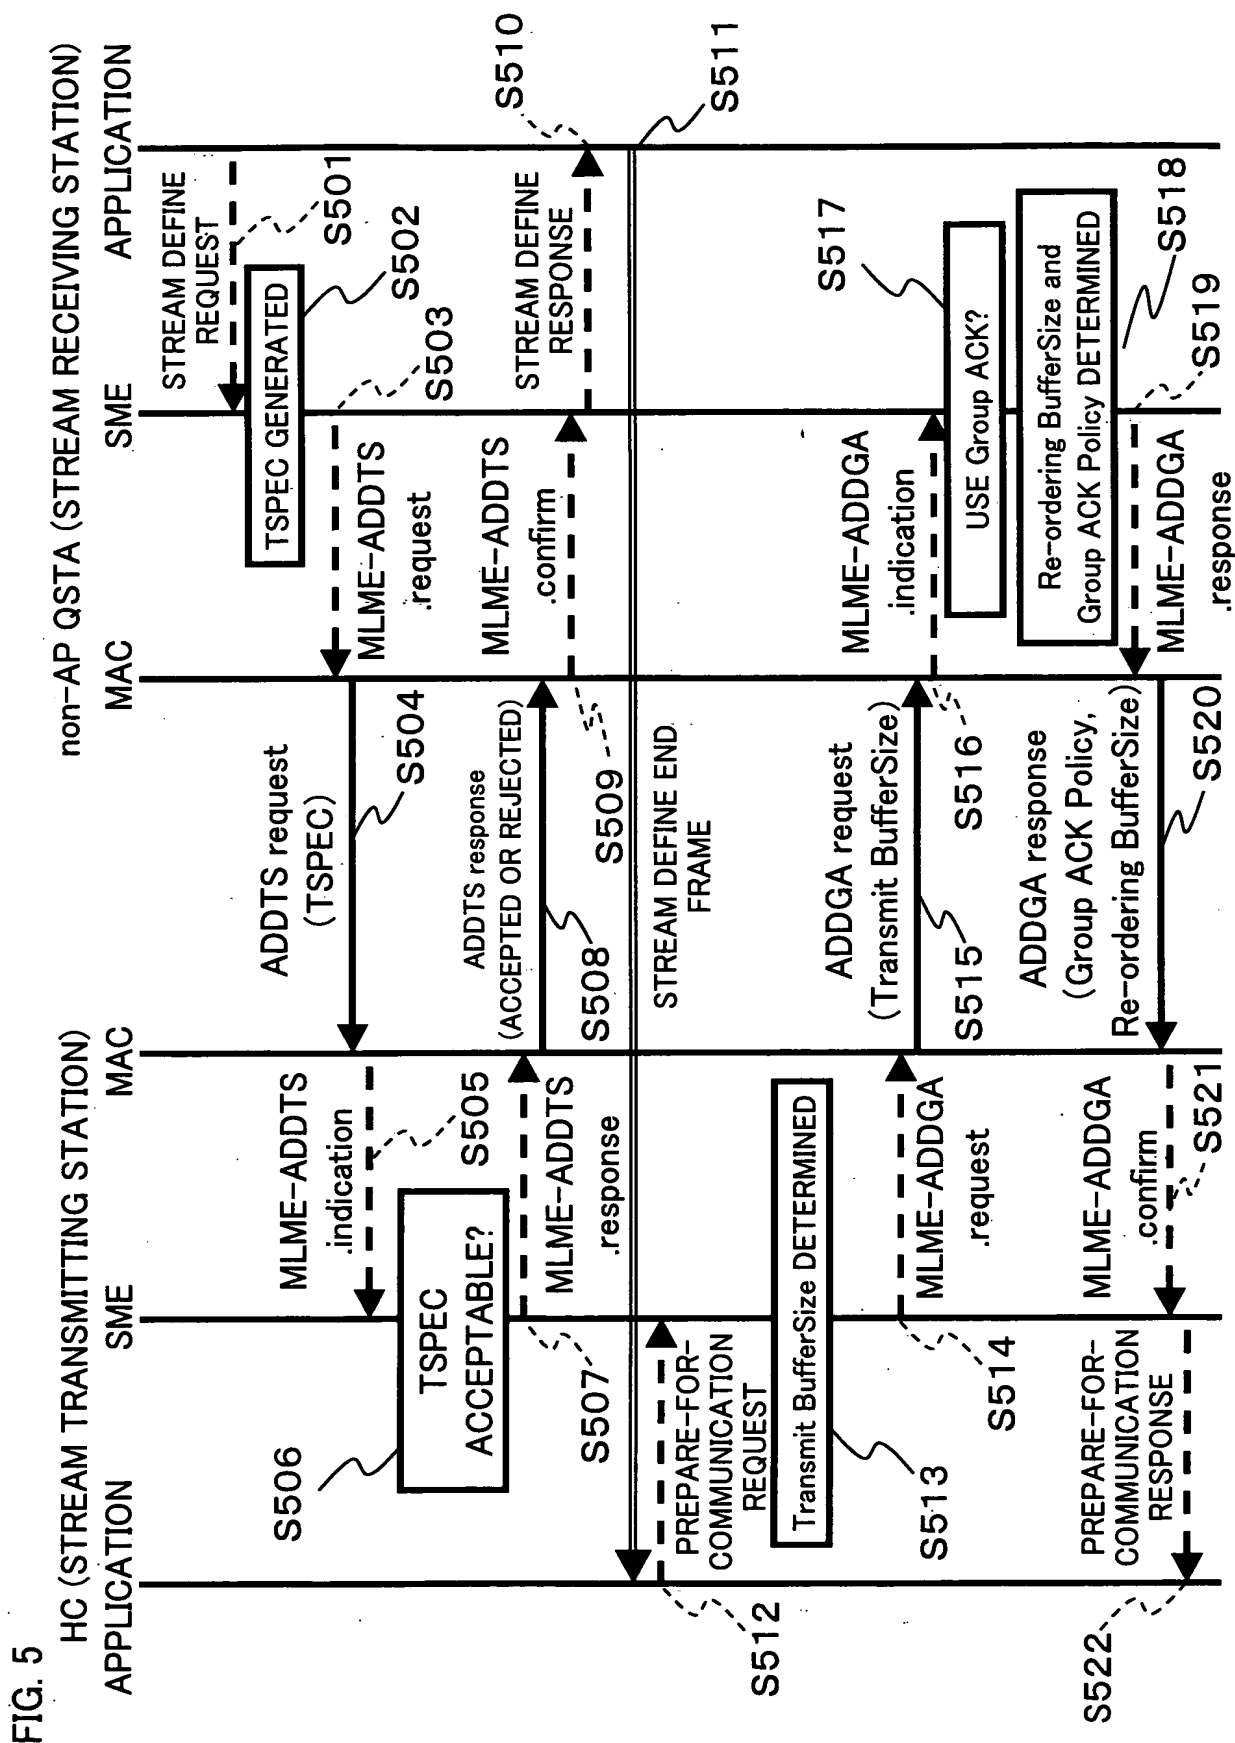 FIG. 5
HC (STREAM TRANSMITTING STATION)
non-AP QSTA (STREAM RECEIVING STATION)
APPLICATION
SME
MAC
MAC
SME
APPLICATION
STREAM DEFINE
REQUEST
S501
TSPEC GENERATED
S502
S503
MLME-ADDTS
.request
ADDTS request
(TSPEC)
S504
MLME-ADDTS
.indication
S505
S506
TSPEC
ACCEPTABLE?
S507
MLME-ADDTS
.response
ADDTS response
(ACCEPTED OR REJECTED)
S508
MLME-ADDTS
.confirm
S509
STREAM DEFINE
RESPONSE
S510
S511
STREAM DEFINE END
FRAME
S512
PREPARE-FOR-
COMMUNICATION
REQUEST
Transmit BufferSize DETERMINED
S513
S514
MLME-ADDGA
.request
ADDGA request
(Transmit BufferSize)
S515
MLME-ADDGA
.indication
S516
S517
USE Group ACK?
Re-ordering BufferSize and
Group ACK Policy DETERMINED
S518
S519
MLME-ADDGA
.response
ADDGA response
(Group ACK Policy,
Re-ordering BufferSize)
S520
MLME-ADDGA
.confirm
S521
PREPARE-FOR-
COMMUNICATION
RESPONSE
S522